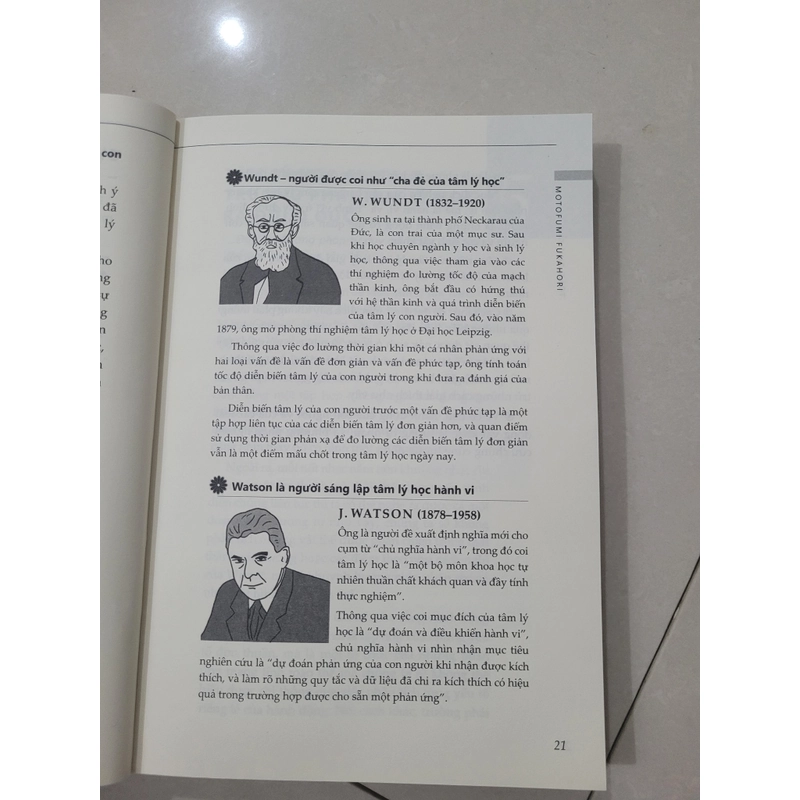 con
h ý
đã
lý
ho
ng
ự
g
n
,
n
)
Wundt – người được coi như “cha đẻ của tâm lý học”
W. WUNDT (1832–1920)
Ông sinh ra tại thành phố Neckarau của
Đức, là con trai của một mục sư. Sau
khi học chuyên ngành y học và sinh lý
học, thông qua việc tham gia vào các
thí nghiệm đo lường tốc độ của mạch
thần kinh, ông bắt đầu có hứng thú
với hệ thần kinh và quá trình diễn biến
của tâm lý con người. Sau đó, vào năm
1879, ông mở phòng thí nghiệm tâm lý học ở Đại học Leipzig.
Thông qua việc đo lường thời gian khi một cá nhân phản ứng với
hai loại vấn đề là vấn đề đơn giản và vấn đề phức tạp, ông tính toán
tốc độ diễn biến tâm lý của con người trong khi đưa ra đánh giá của
bản thân.
Diễn biến tâm lý của con người trước một vấn đề phức tạp là một
tập hợp liên tục của các diễn biến tâm lý đơn giản hơn, và quan điểm
sử dụng thời gian phản xạ để đo lường các diễn biến tâm lý đơn giản
vẫn là một điểm mấu chốt trong tâm lý học ngày nay.
Watson là người sáng lập tâm lý học hành vi
J. WATSON (1878–1958)
Ông là người đề xuất định nghĩa mới cho
cụm từ “chủ nghĩa hành vi”, trong đó coi
tâm lý học là “một bộ môn khoa học tự
nhiên thuần chất khách quan và đầy tính
thực nghiệm”.
Thông qua việc coi mục đích của tâm lý
học là “dự đoán và điều khiển hành vi”,
chủ nghĩa hành vi nhìn nhận mục tiêu
nghiên cứu là “dự đoán phản ứng của con người khi nhận được kích
thích, và làm rõ những quy tắc và dữ liệu đã chỉ ra kích thích có hiệu
quả trong trường hợp được cho sẵn một phản ứng”.
MOTOFUMI FUKAHORI
21